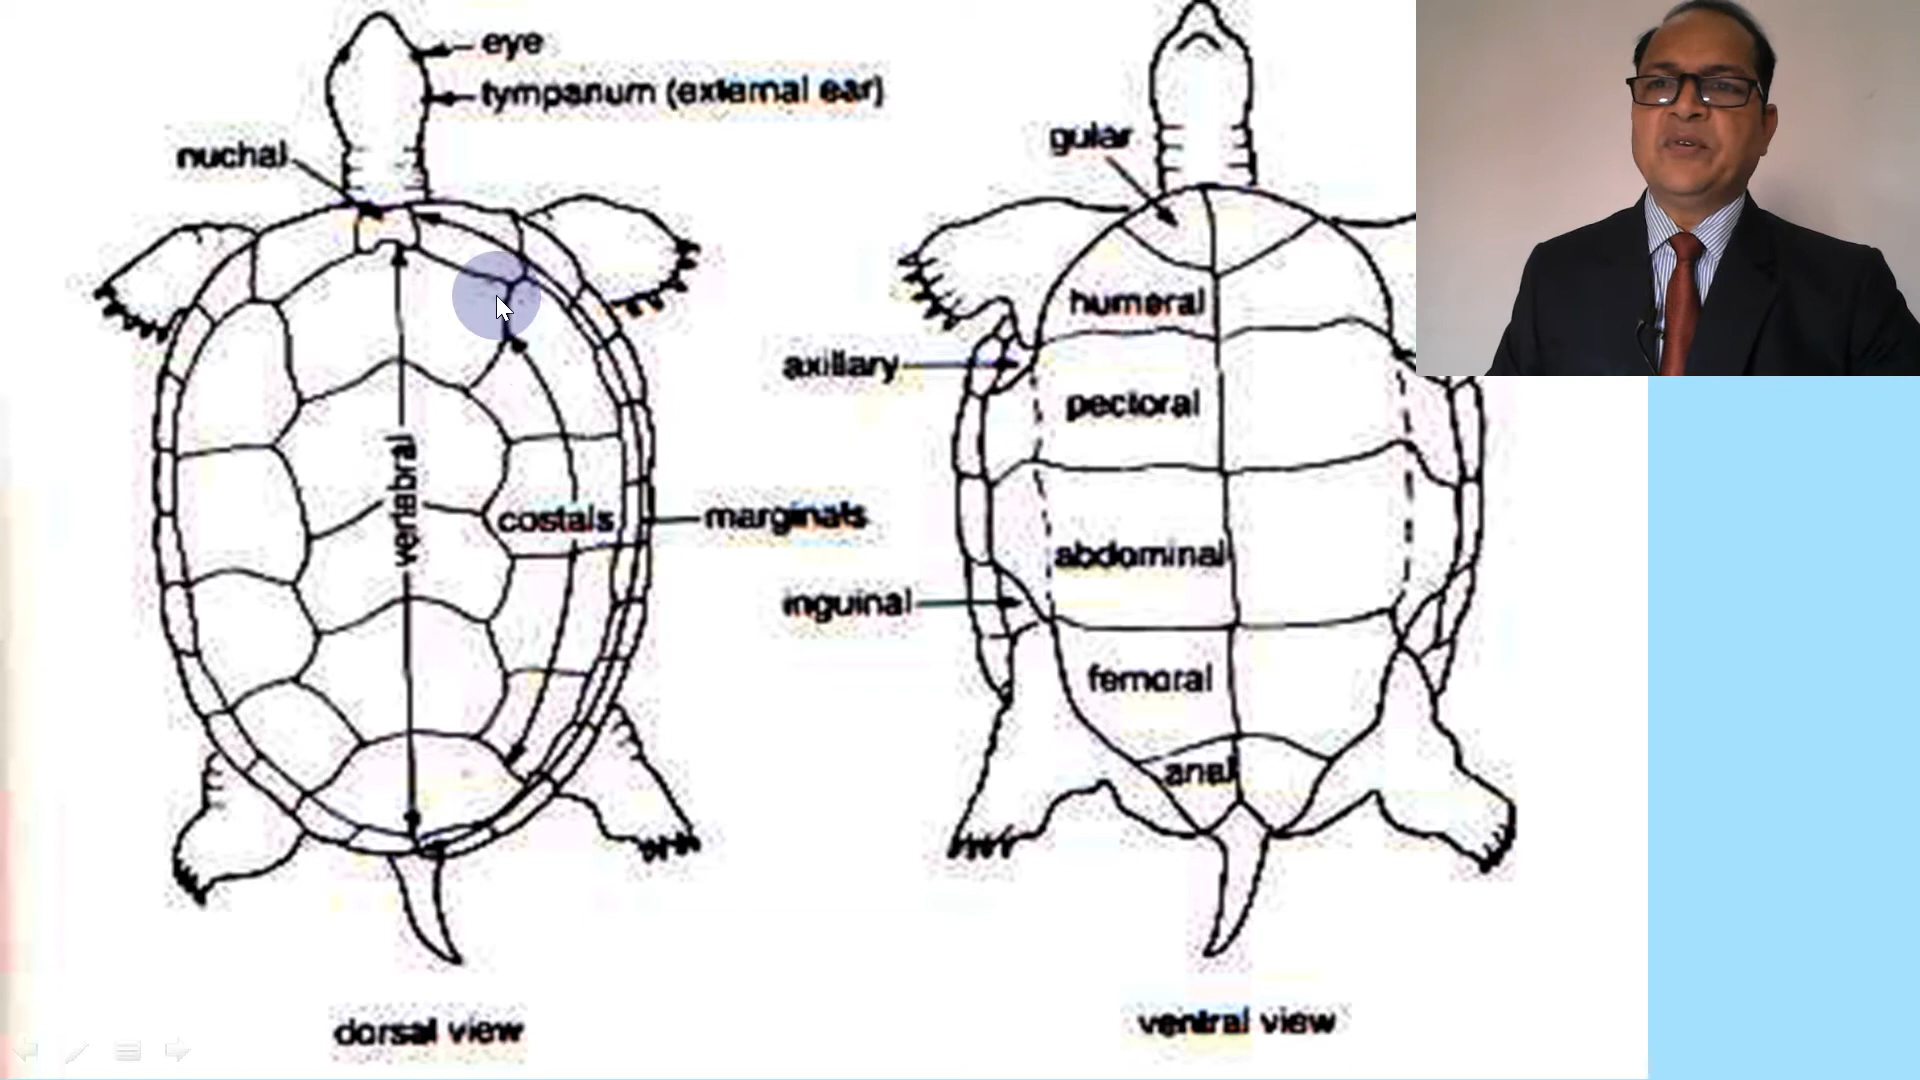 eye
tympanum (external ear)
nuchal
vertebral
costals
marginals
dorsal view
gular
humeral
axillary
pectoral
abdominal
inguinal
femoral
anal
ventral view